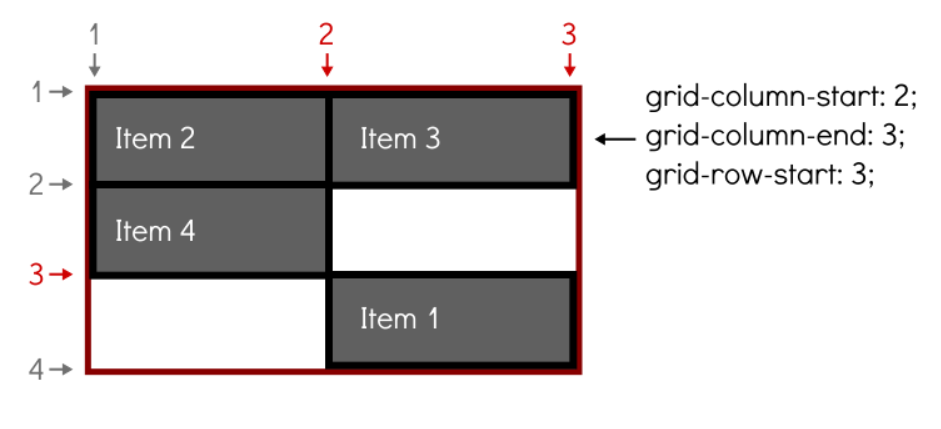 1 2 3
1
Item 2 Item 3
grid-column-start: 2;
grid-column-end: 3;
grid-row-start: 3;
2
Item 4
3
Item 1
4